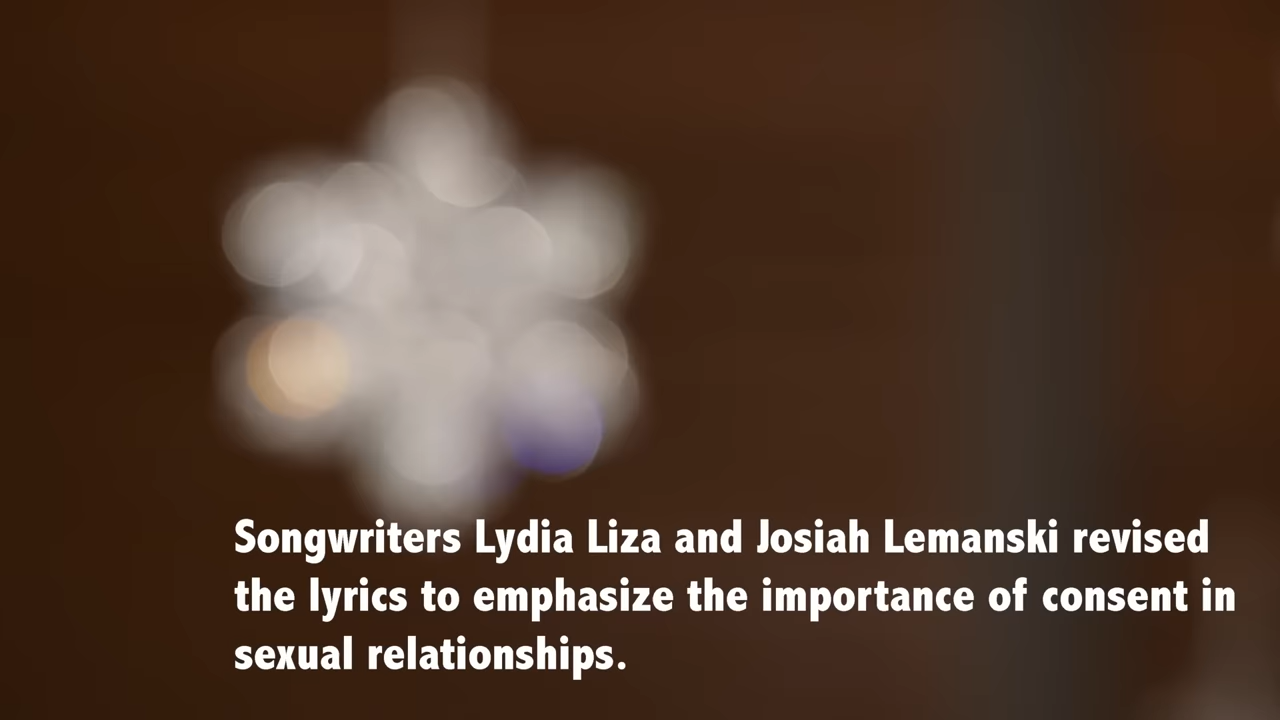 Songwriters Lydia Liza and Josiah Lemanski revised
the lyrics to emphasize the importance of consent in
sexual relationships.